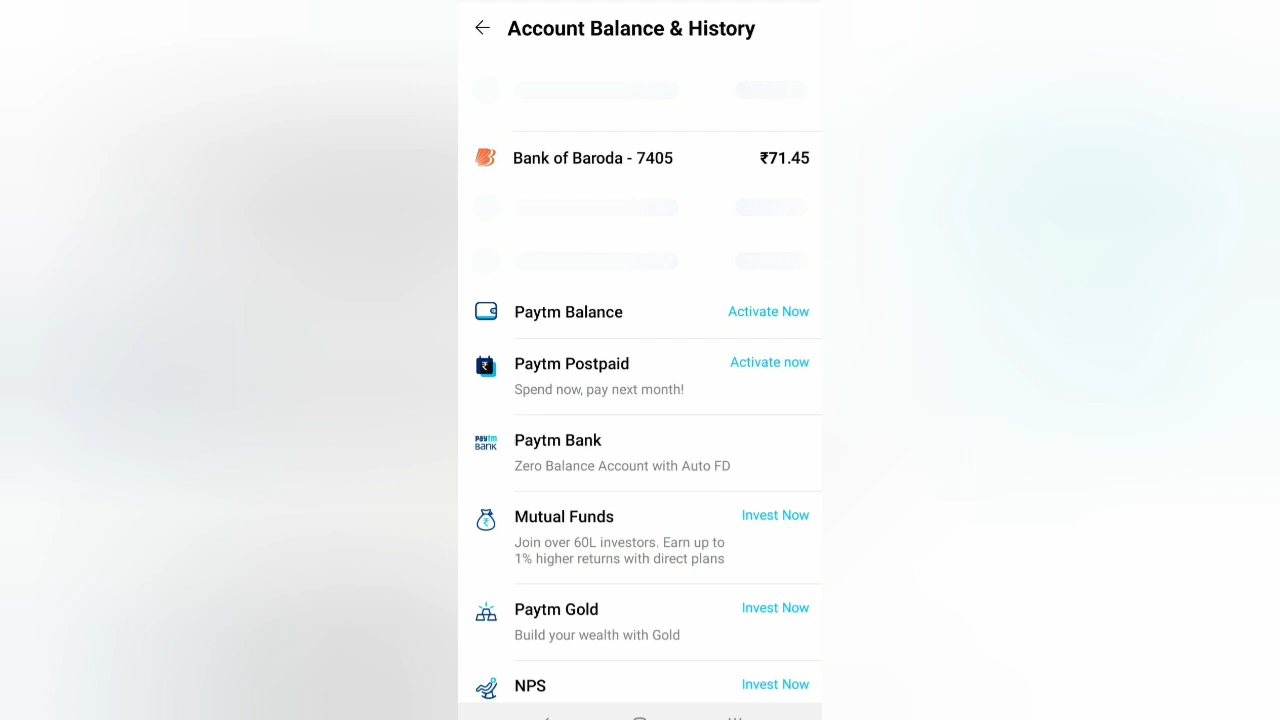 Account Balance & History
Bank of Baroda - 7405 ₹71.45
Paytm Balance Activate Now
Paytm Postpaid Activate now
Spend now, pay next month!
paytm
BANK
Paytm Bank
Zero Balance Account with Auto FD
Mutual Funds Invest Now
Join over 60L investors. Earn up to
1% higher returns with direct plans
Paytm Gold Invest Now
Build your wealth with Gold
NPS Invest Now